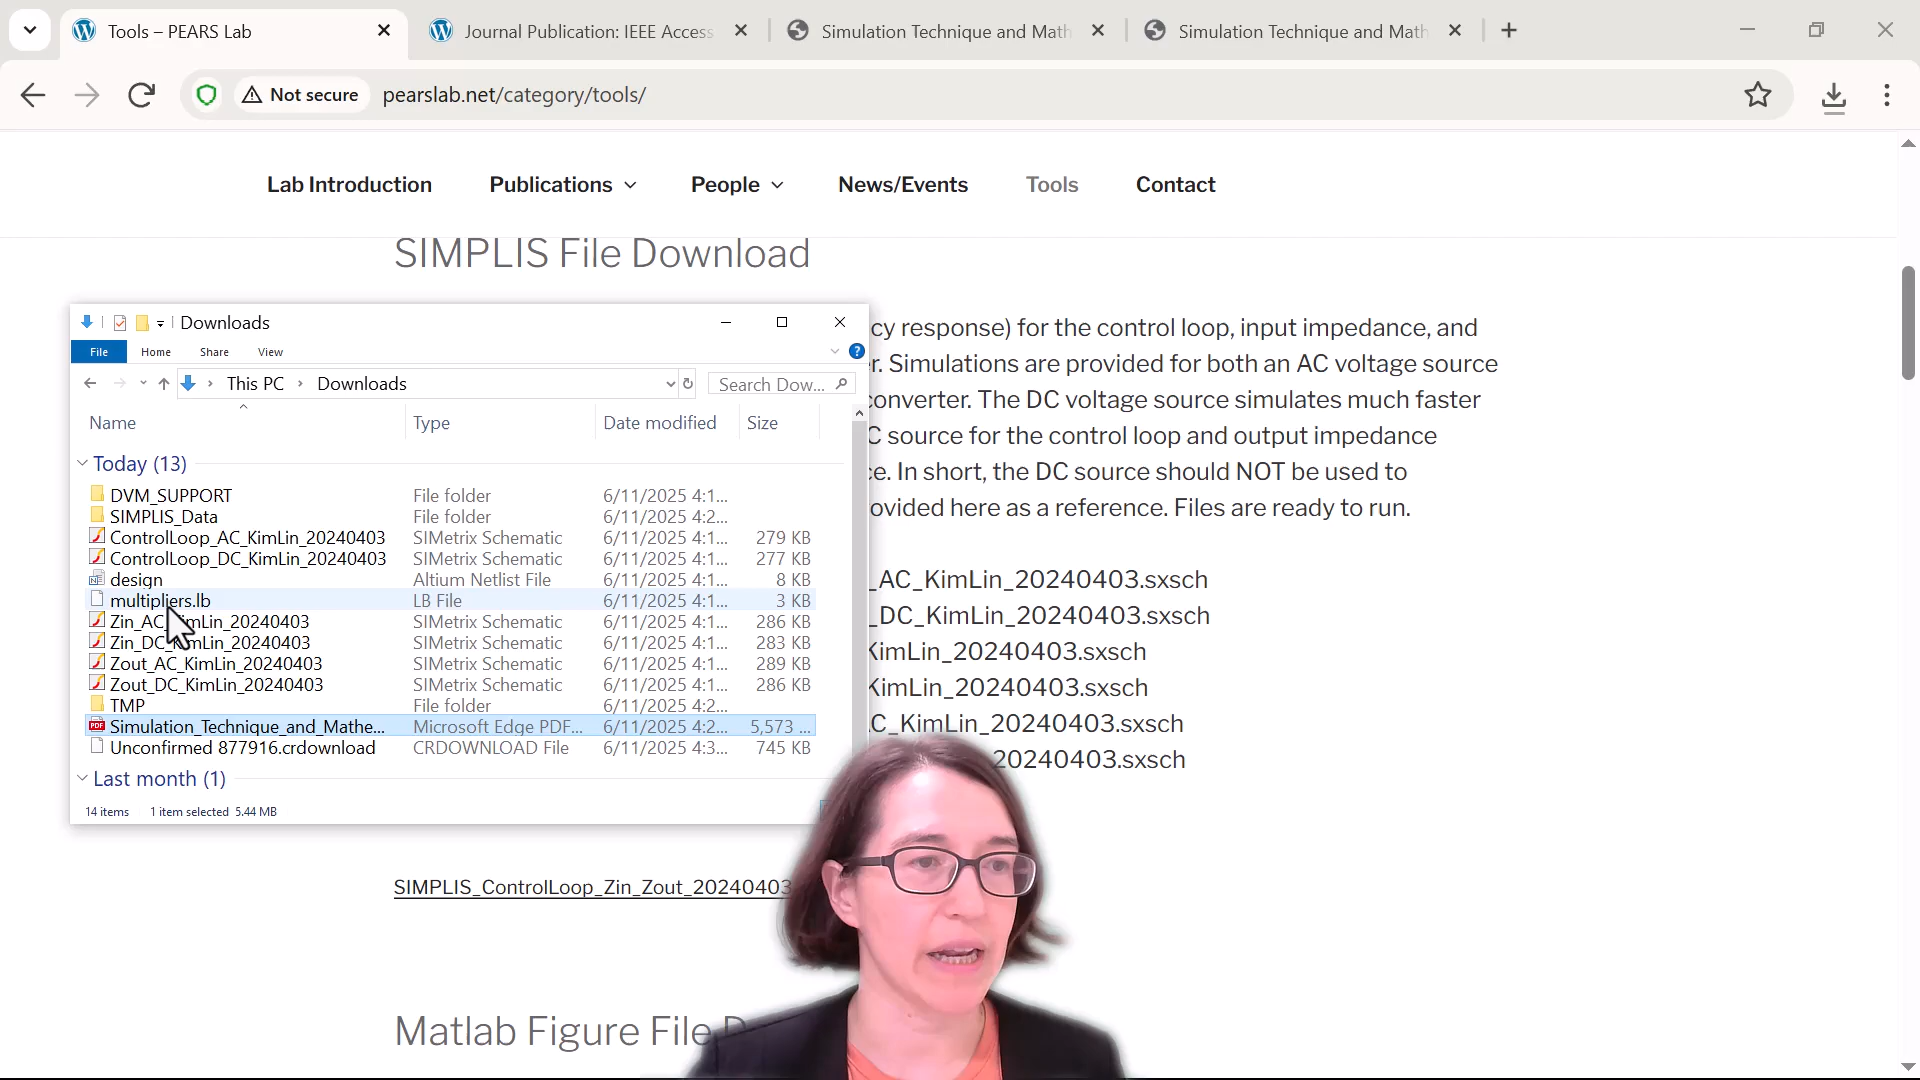 Tools – PEARS Lab
Journal Publication: IEEE Access
Simulation Technique and Math
Simulation Technique and Math
Not secure
pearslab.net/category/tools/
Lab Introduction
Publications
People
News/Events
Tools
Contact
SIMPLIS File Download
cy response) for the control loop, input impedance, and
r. Simulations are provided for both an AC voltage source
converter. The DC voltage source simulates much faster
C source for the control loop and output impedance
ce. In short, the DC source should NOT be used to
ovided here as a reference. Files are ready to run.
_AC_KimLin_20240403.sxsch
_DC_KimLin_20240403.sxsch
KimLin_20240403.sxsch
KimLin_20240403.sxsch
C_KimLin_20240403.sxsch
20240403.sxsch
Downloads
File Home Share View
This PC Downloads
Search Dow...
Name Type Date modified Size
Today (13)
DVM_SUPPORT File folder 6/11/2025 4:1...
SIMPLIS_Data File folder 6/11/2025 4:2...
ControlLoop_AC_KimLin_20240403 SIMetrix Schematic 6/11/2025 4:1... 279 KB
ControlLoop_DC_KimLin_20240403 SIMetrix Schematic 6/11/2025 4:1... 277 KB
design Altium Netlist File 6/11/2025 4:1... 8 KB
multipliers.lb LB File 6/11/2025 4:1... 3 KB
Zin_AC_KimLin_20240403 SIMetrix Schematic 6/11/2025 4:1... 286 KB
Zin_DC_KimLin_20240403 SIMetrix Schematic 6/11/2025 4:1... 283 KB
Zout_AC_KimLin_20240403 SIMetrix Schematic 6/11/2025 4:1... 289 KB
Zout_DC_KimLin_20240403 SIMetrix Schematic 6/11/2025 4:1... 286 KB
TMP File folder 6/11/2025 4:2...
Simulation_Technique_and_Mathe... Microsoft Edge PDF... 6/11/2025 4:2... 5,573 ...
Unconfirmed 877916.crdownload CRDOWNLOAD File 6/11/2025 4:3... 745 KB
Last month (1)
14 items 1 item selected 5.44 MB
SIMPLIS_ControlLoop_Zin_Zout_20240403
Matlab Figure File D